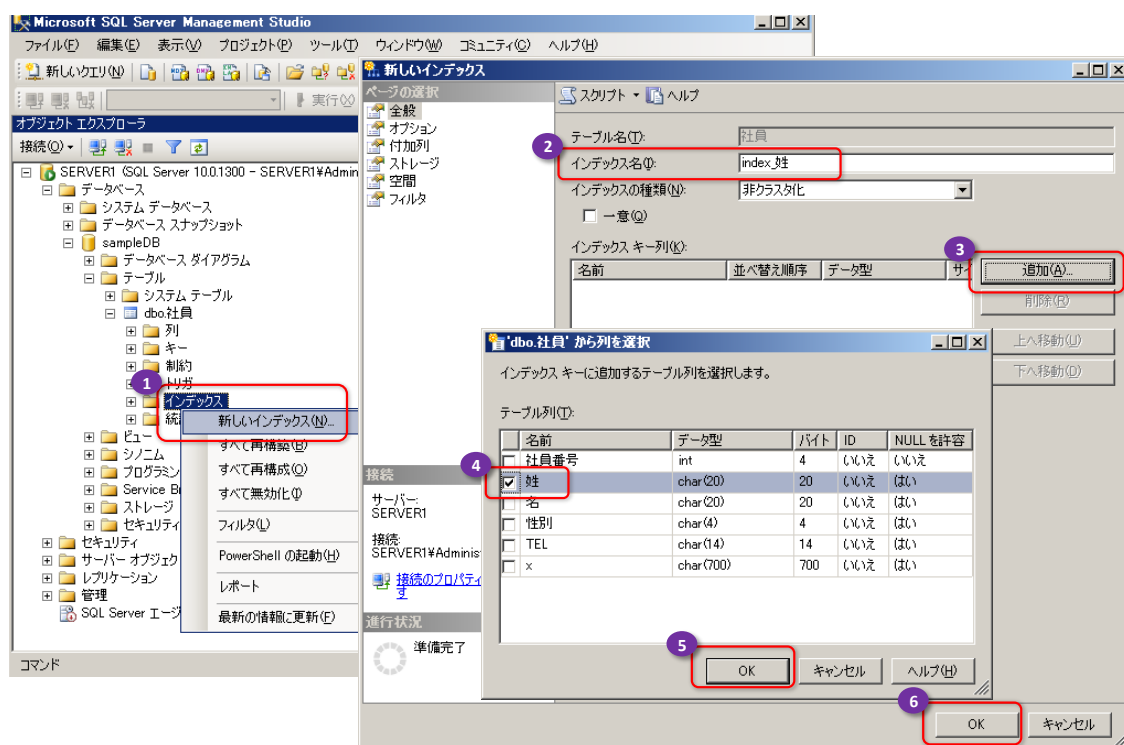 Microsoft SQL Server Management Studio
ファイル(F) 編集(E) 表示(V) プロジェクト(P) ツール(T) ウィンドウ(W) コミュニティ(C) ヘルプ(H)
新しいクエリ(N)
実行(X)
オブジェクト エクスプローラ
接続(O)
SERVER1 (SQL Server 10.0.1300 - SERVER1¥Admin
データベース
システム データベース
データベース スナップショット
sampleDB
データベース ダイアグラム
テーブル
システム テーブル
dbo.社員
列
キー
制約
トリガ
1
インデックス
統
ビュー
シノニム
プログラミン
Service B
ストレージ
セキュリティ
セキュリティ
サーバー オブジェク
レプリケーション
管理
SQL Server エージ
コマンド
新しいインデックス(N)...
すべて再構築(B)
すべて再構成(O)
すべて無効化(I)
フィルタ(L)
PowerShell の起動(H)
レポート
最新の情報に更新(F)
新しいインデックス
ページの選択
全般
オプション
付加列
ストレージ
空間
フィルタ
接続
サーバー:
SERVER1
接続:
SERVER1¥Adminis
接続のプロパティ
す
進行状況
準備完了
スクリプト ヘルプ
テーブル名(T): 社員
2
インデックス名(I): index_姓
インデックスの種類(N): 非クラスタ化
一意(Q)
インデックス キー列(K):
名前 並べ替え順序 データ型 サイ
3
追加(A)...
削除(R)
上へ移動(U)
下へ移動(D)
'dbo.社員' から列を選択
インデックス キーに追加するテーブル列を選択します。
テーブル列(T):
名前 データ型 バイト ID NULL を許容
社員番号 int 4 いいえ いいえ
4
姓 char(20) 20 いいえ はい
名 char(20) 20 いいえ はい
性別 char(4) 4 いいえ はい
TEL char(14) 14 いいえ はい
x char(700) 700 いいえ はい
5
OK キャンセル ヘルプ(H)
6
OK キャンセル